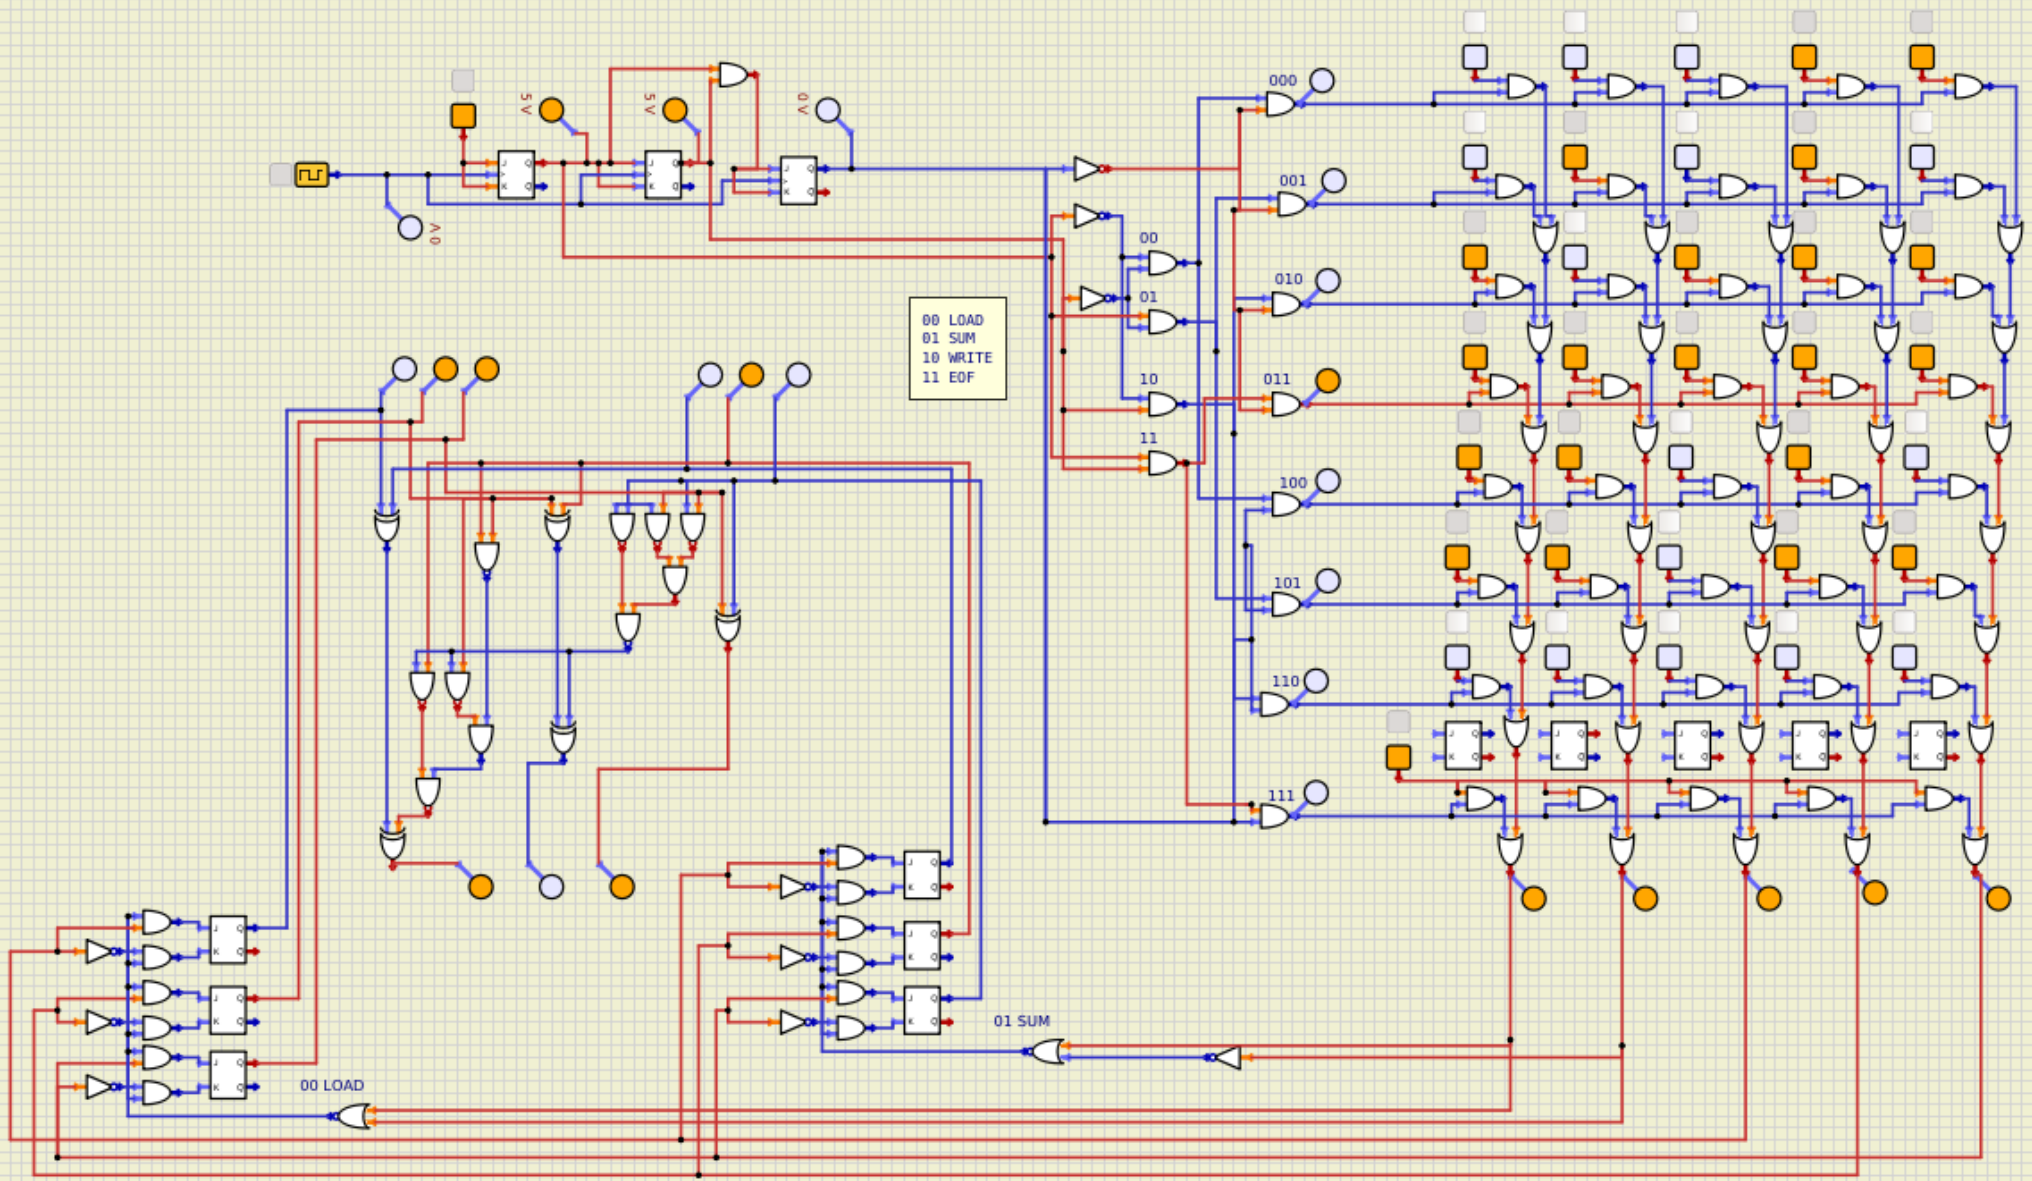 5 V
5 V
0 V
A 0
J Q
K Q
J Q
K Q
J Q
K Q
000
001
00
010
01
00 LOAD
01 SUM
10 WRITE
11 EOF
10
011
11
100
101
110
111
J Q
K Q
J Q
K Q
J Q
K Q
J Q
K Q
J Q
K Q
J Q
K Q
J Q
K Q
J Q
K Q
01 SUM
J Q
K Q
J Q
K Q
J Q
K Q
00 LOAD